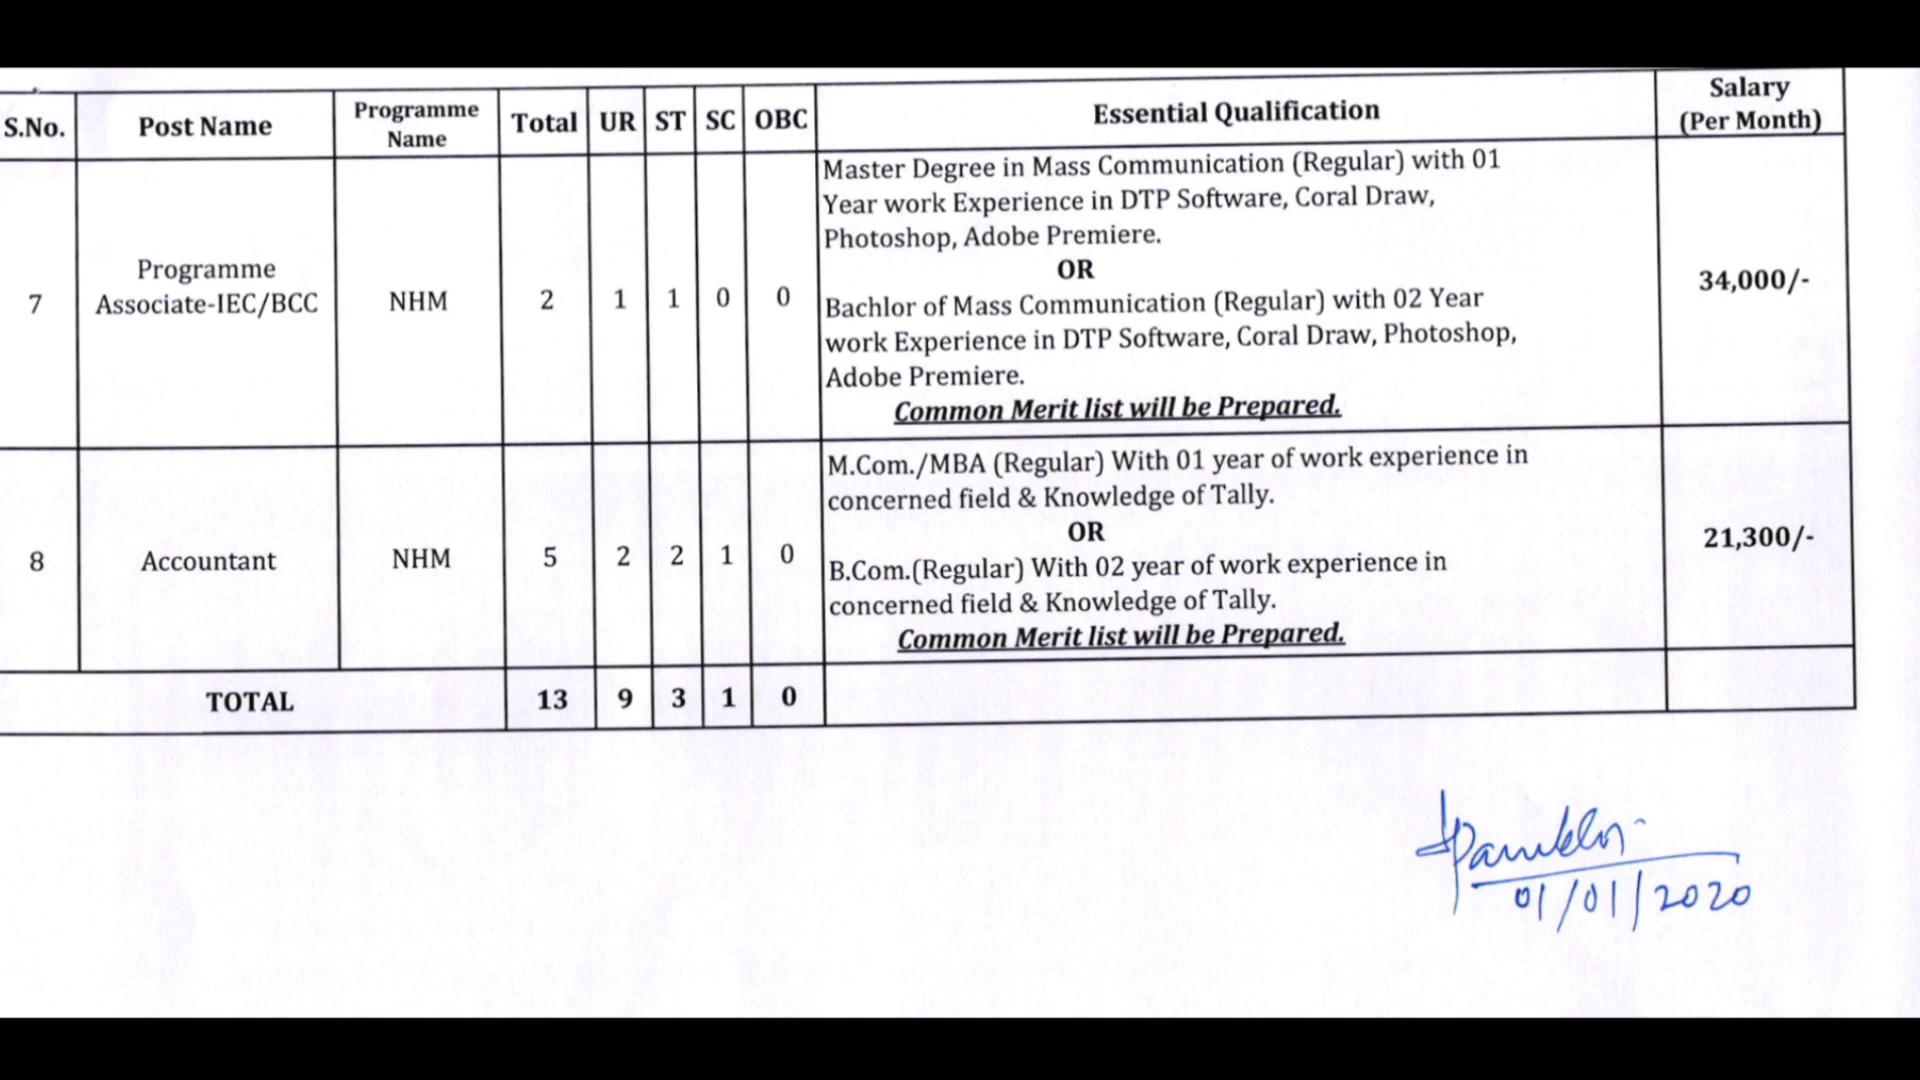 S.No. Post Name Programme Name Total UR ST SC OBC Essential Qualification Salary (Per Month)
7 Programme Associate-IEC/BCC NHM 2 1 1 0 0
Master Degree in Mass Communication (Regular) with 01
Year work Experience in DTP Software, Coral Draw,
Photoshop, Adobe Premiere.
OR
Bachlor of Mass Communication (Regular) with 02 Year
work Experience in DTP Software, Coral Draw, Photoshop,
Adobe Premiere.
Common Merit list will be Prepared.
34,000/-
8 Accountant NHM 5 2 2 1 0
M.Com./MBA (Regular) With 01 year of work experience in
concerned field & Knowledge of Tally.
OR
B.Com.(Regular) With 02 year of work experience in
concerned field & Knowledge of Tally.
Common Merit list will be Prepared.
21,300/-
TOTAL 13 9 3 1 0
01/01/2020